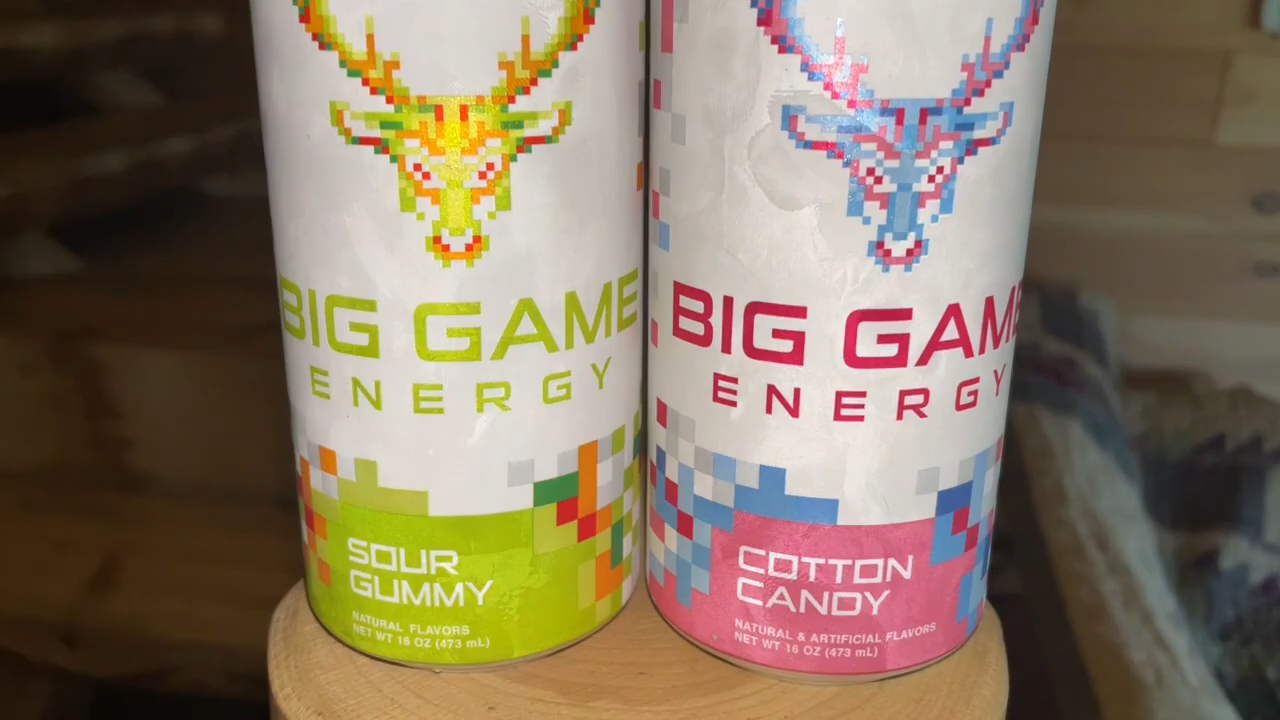 BIG GAME
ENERGY
SOUR
GUMMY
NATURAL FLAVORS
NET WT 16 OZ (473 mL)
BIG GAME
ENERGY
COTTON
CANDY
NATURAL & ARTIFICIAL FLAVORS
NET WT 16 OZ (473 mL)